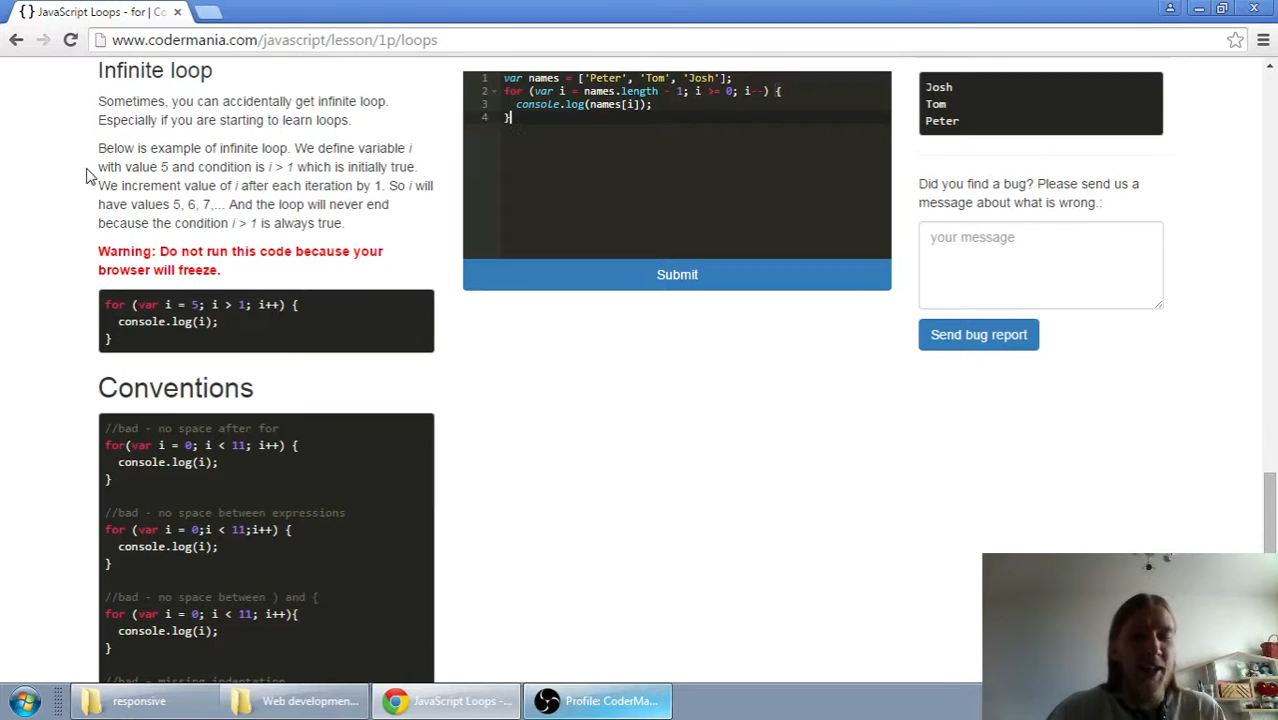 { } JavaScript Loops - for | Co
www.codermania.com/javascript/lesson/1p/loops
Infinite loop
Sometimes, you can accidentally get infinite loop.
Especially if you are starting to learn loops.
Below is example of infinite loop. We define variable i
with value 5 and condition is i > 1 which is initially true.
We increment value of i after each iteration by 1. So i will
have values 5, 6, 7,... And the loop will never end
because the condition i > 1 is always true.
Warning: Do not run this code because your
browser will freeze.
for (var i = 5; i > 1; i++) {
console.log(i);
}
Conventions
//bad - no space after for
for(var i = 0; i < 11; i++) {
console.log(i);
}
//bad - no space between expressions
for (var i = 0;i < 11;i++) {
console.log(i);
}
//bad - no space between ) and {
for (var i = 0; i < 11; i++){
console.log(i);
}
//bad - missing indentation
1 var names = ['Peter', 'Tom', 'Josh'];
2 for (var i = names.length - 1; i >= 0; i--) {
3 console.log(names[i]);
4 }
Submit
Josh
Tom
Peter
Did you find a bug? Please send us a
message about what is wrong.:
your message
Send bug report
responsive
Web developmen...
JavaScript Loops -...
Profile: CoderMa...